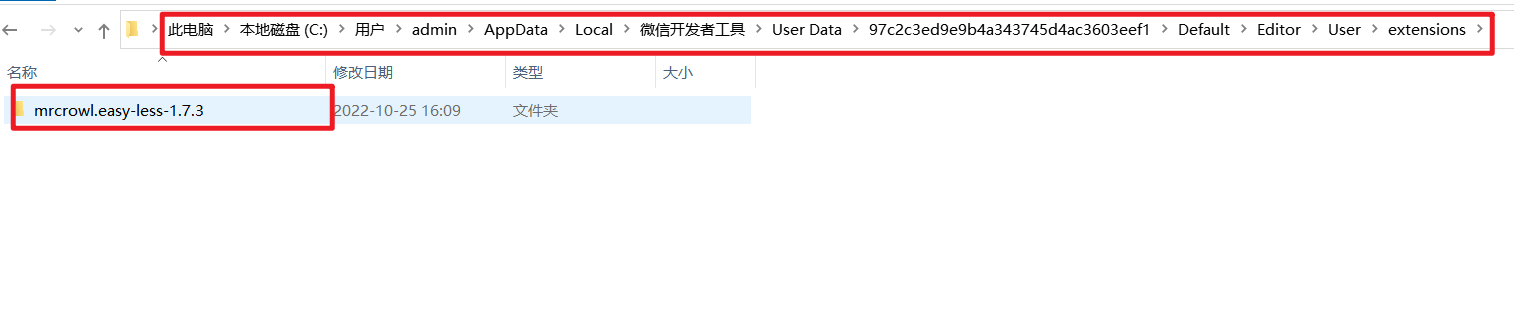 此电脑 > 本地磁盘 (C:) > 用户 > admin > AppData > Local > 微信开发者工具 > User Data > 97c2c3ed9e9b4a343745d4ac3603eef1 > Default > Editor > User > extensions >
名称 修改日期 类型 大小
mrcrowl.easy-less-1.7.3 2022-10-25 16:09 文件夹